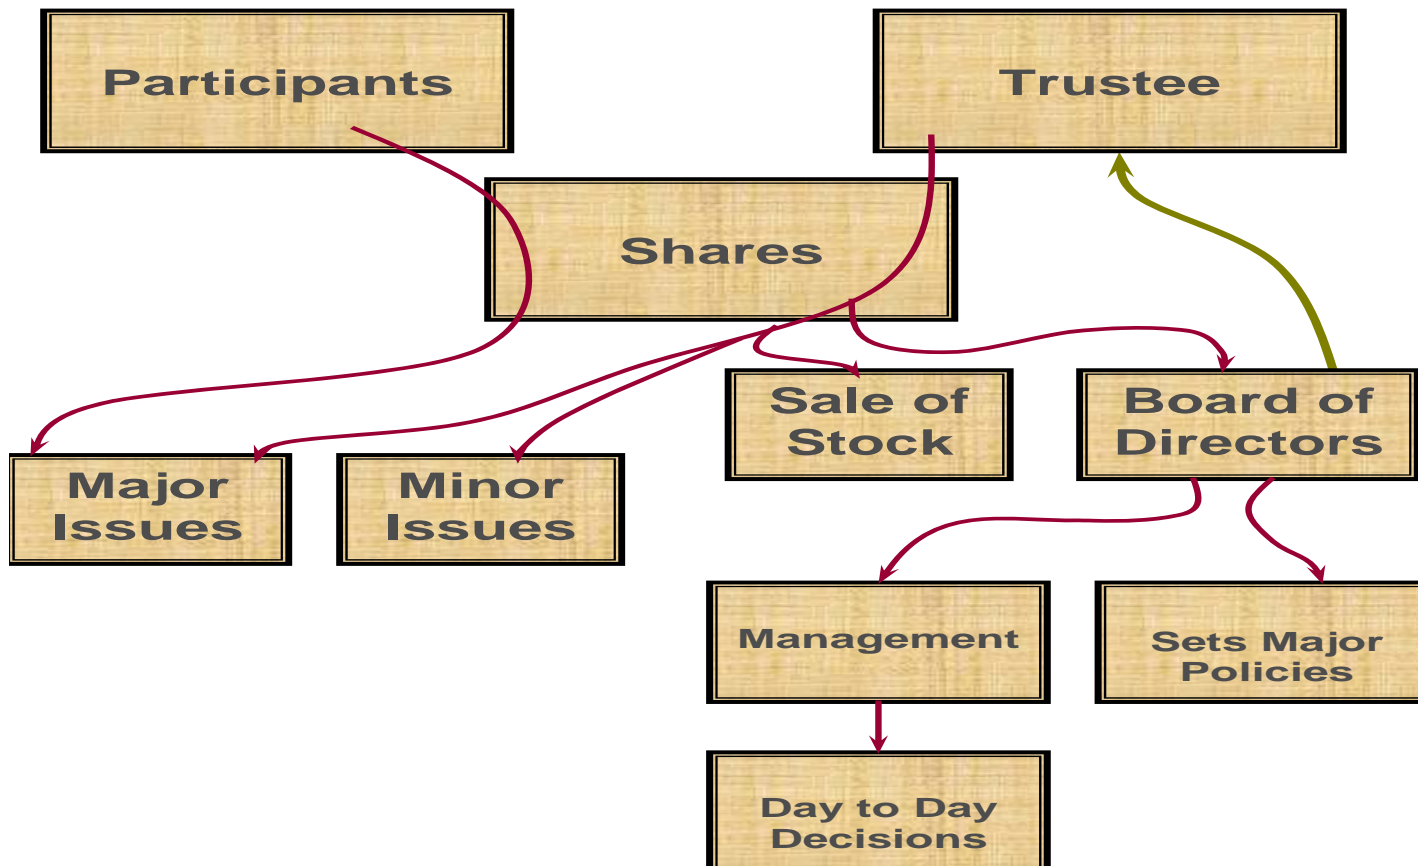 Participants
Trustee
Shares
Sale of
Stock
Board of
Directors
Major
Issues
Minor
Issues
Management
Sets Major
Policies
Day to Day
Decisions